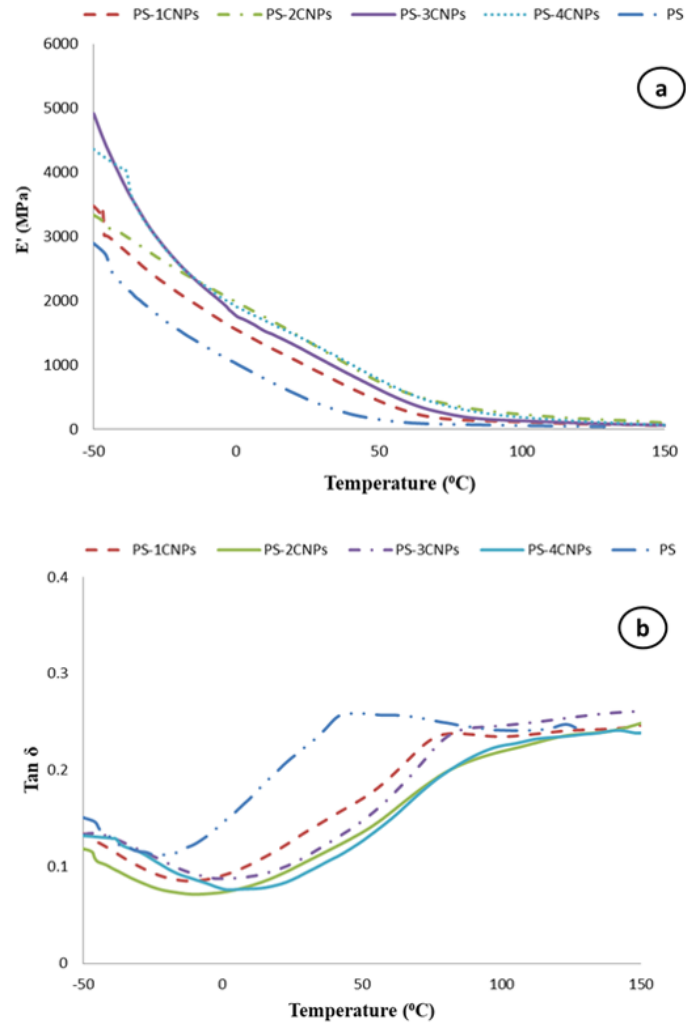 PS-1CNPs PS-2CNPs PS-3CNPs PS-4CNPs PS
a
6000
5000
4000
3000
2000
1000
0
E' (MPa)
-50 0 50 100 150
Temperature (⁰C)
PS-1CNPs PS-2CNPs PS-3CNPs PS-4CNPs PS
b
0.4
0.3
0.2
0.1
0
Tan δ
-50 0 50 100 150
Temperature (⁰C)